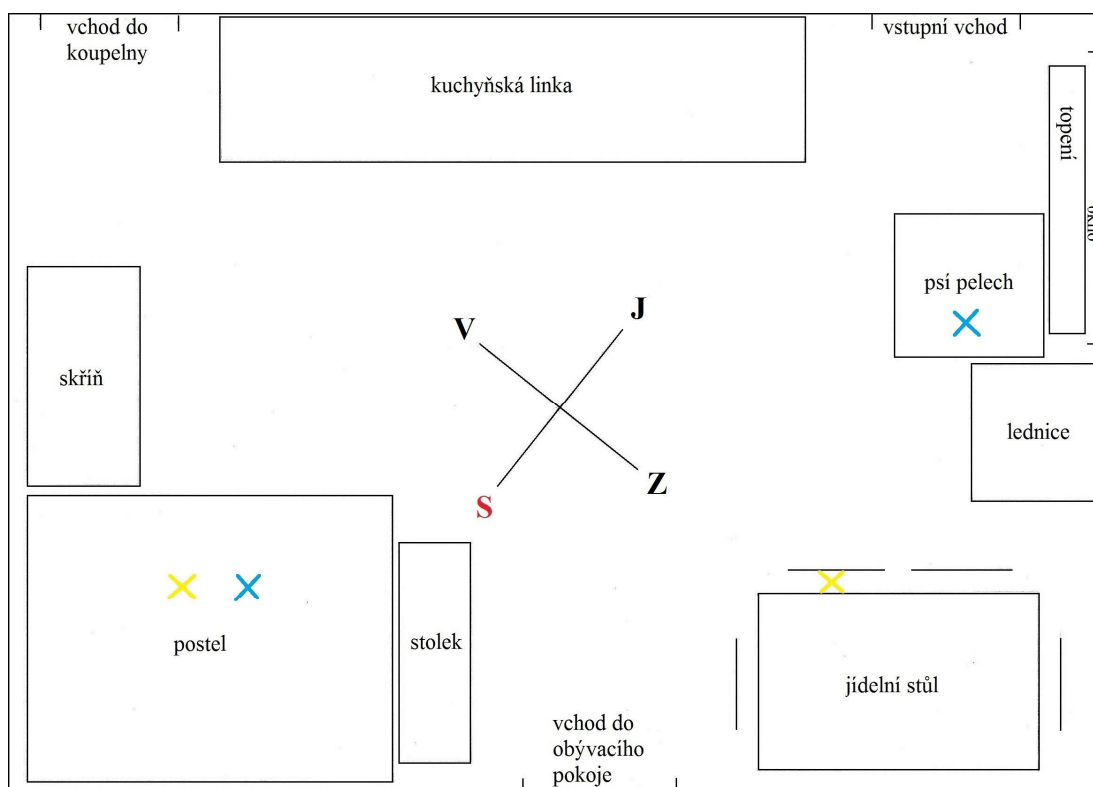 vchod do
koupelny
kuchyňská linka
vstupní vchod
topení
okno
psí pelech
lednice
skříň
V
J
S
Z
postel
stolek
jídelní stůl
vchod do
obývacího
pokoje